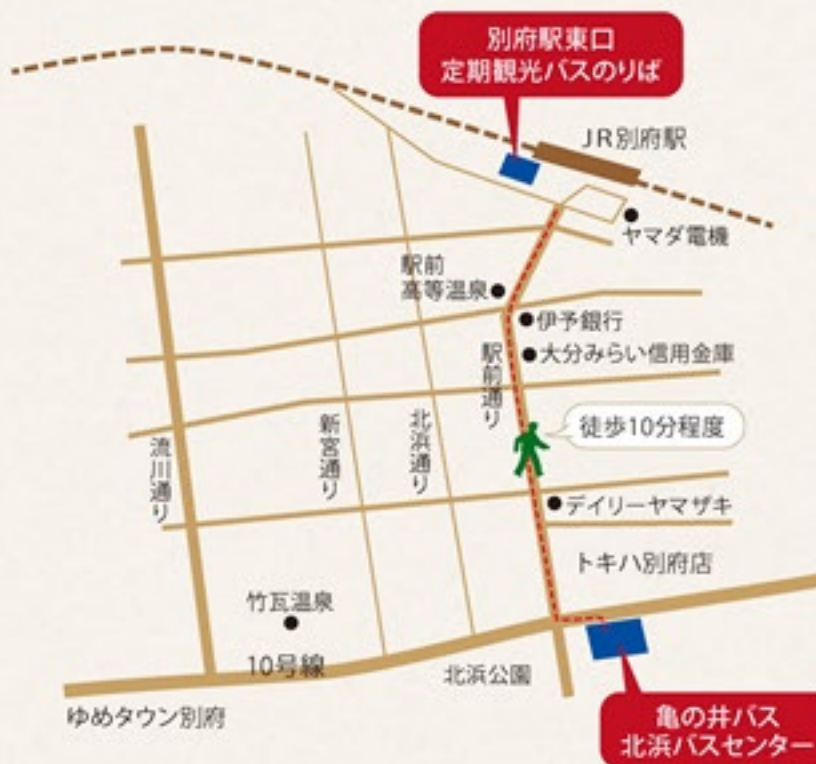 別府駅東口
定期観光バスのりば
JR別府駅
ヤマダ電機
駅前
高等温泉
伊予銀行
大分みらい信用金庫
駅前通り
徒歩10分程度
北浜通り
新宮通り
流川通り
デイリーヤマザキ
トキハ別府店
竹瓦温泉
10号線
北浜公園
ゆめタウン別府
亀の井バス
北浜バスセンター